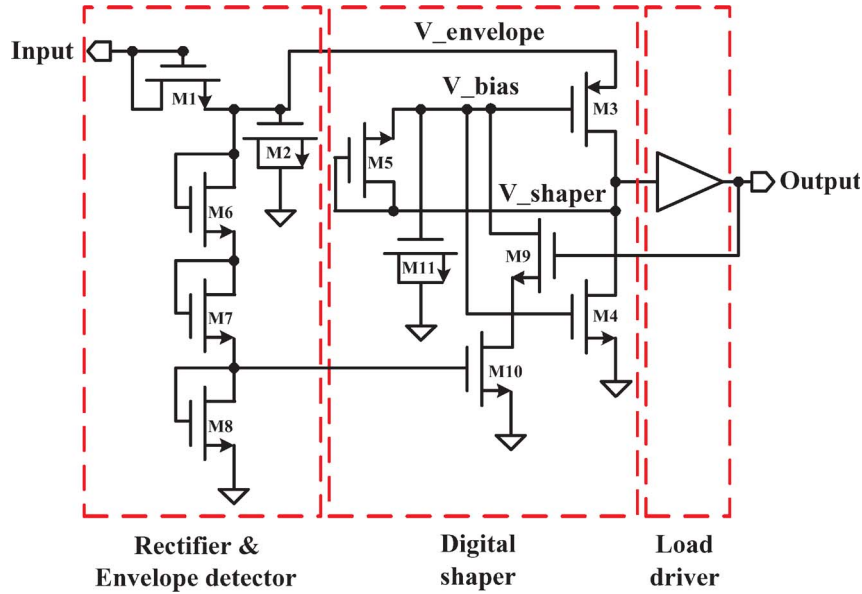 V_envelope
Input
V_bias
M1
M3
M2
M5
Output
V_shaper
M6
M9
M11
M7
M4
M10
M8
Rectifier &
Envelope detector
Digital
shaper
Load
driver